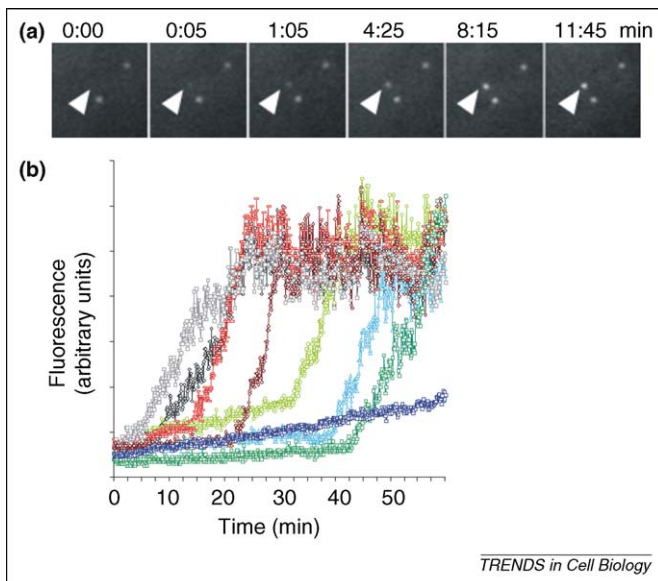 (a) 0:00 0:05 1:05 4:25 8:15 11:45 min
(b)
Fluorescence
(arbitrary units)
0 10 20 30 40 50
Time (min)
TRENDS in Cell Biology